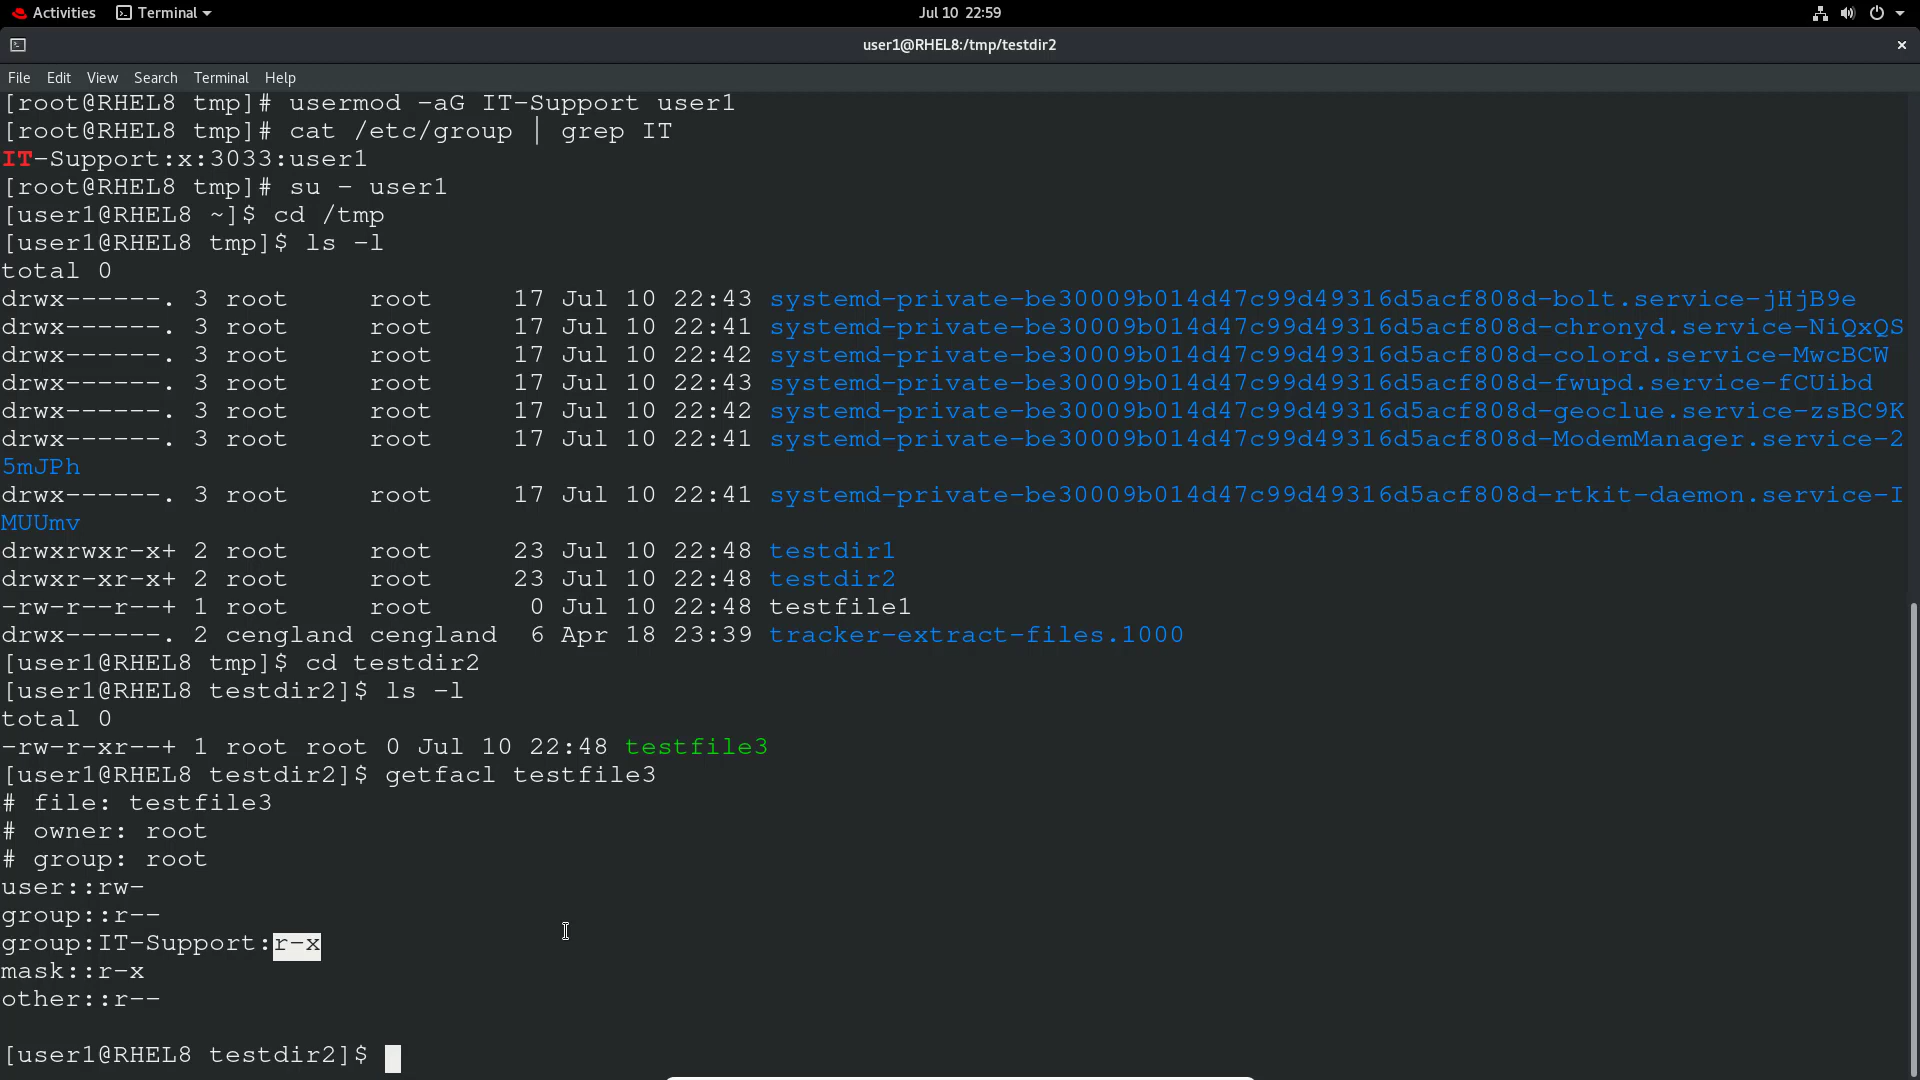 Activities Terminal Jul 10 22:59
user1@RHEL8:/tmp/testdir2 ×
File Edit View Search Terminal Help
[root@RHEL8 tmp]# usermod -aG IT-Support user1
[root@RHEL8 tmp]# cat /etc/group | grep IT
IT-Support:x:3033:user1
[root@RHEL8 tmp]# su - user1
[user1@RHEL8 ~]$ cd /tmp
[user1@RHEL8 tmp]$ ls -l
total 0
drwx------. 3 root     root     17 Jul 10 22:43 systemd-private-be30009b014d47c99d49316d5acf808d-bolt.service-jHjB9e
drwx------. 3 root     root     17 Jul 10 22:41 systemd-private-be30009b014d47c99d49316d5acf808d-chronyd.service-NiQxQS
drwx------. 3 root     root     17 Jul 10 22:42 systemd-private-be30009b014d47c99d49316d5acf808d-colord.service-MwcBCW
drwx------. 3 root     root     17 Jul 10 22:43 systemd-private-be30009b014d47c99d49316d5acf808d-fwupd.service-fCUibd
drwx------. 3 root     root     17 Jul 10 22:42 systemd-private-be30009b014d47c99d49316d5acf808d-geoclue.service-zsBC9K
drwx------. 3 root     root     17 Jul 10 22:41 systemd-private-be30009b014d47c99d49316d5acf808d-ModemManager.service-2
5mJPh
drwx------. 3 root     root     17 Jul 10 22:41 systemd-private-be30009b014d47c99d49316d5acf808d-rtkit-daemon.service-I
MUUmv
drwxrwxr-x+ 2 root     root     23 Jul 10 22:48 testdir1
drwxr-xr-x+ 2 root     root     23 Jul 10 22:48 testdir2
-rw-r--r--+ 1 root     root      0 Jul 10 22:48 testfile1
drwx------. 2 cengland cengland  6 Apr 18 23:39 tracker-extract-files.1000
[user1@RHEL8 tmp]$ cd testdir2
[user1@RHEL8 testdir2]$ ls -l
total 0
-rw-r-xr--+ 1 root root 0 Jul 10 22:48 testfile3
[user1@RHEL8 testdir2]$ getfacl testfile3
# file: testfile3
# owner: root
# group: root
user::rw-
group::r--
group:IT-Support:r-x
mask::r-x
other::r--
[user1@RHEL8 testdir2]$